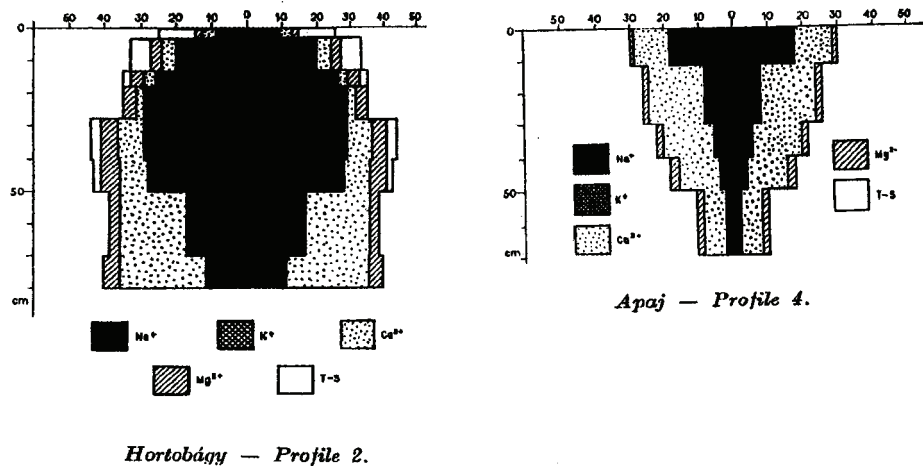 50 40 30 20 10 0 10 20 30 40 50
0
50
cm
Na⁺ K⁺ Ca²⁺
Mg²⁺ T-S
Hortobágy — Profile 2.
50 40 30 20 10 0 10 20 30 40 50
0
50
cm
Na⁺
K⁺
Ca²⁺
Mg²⁺
T-S
Apaj — Profile 4.